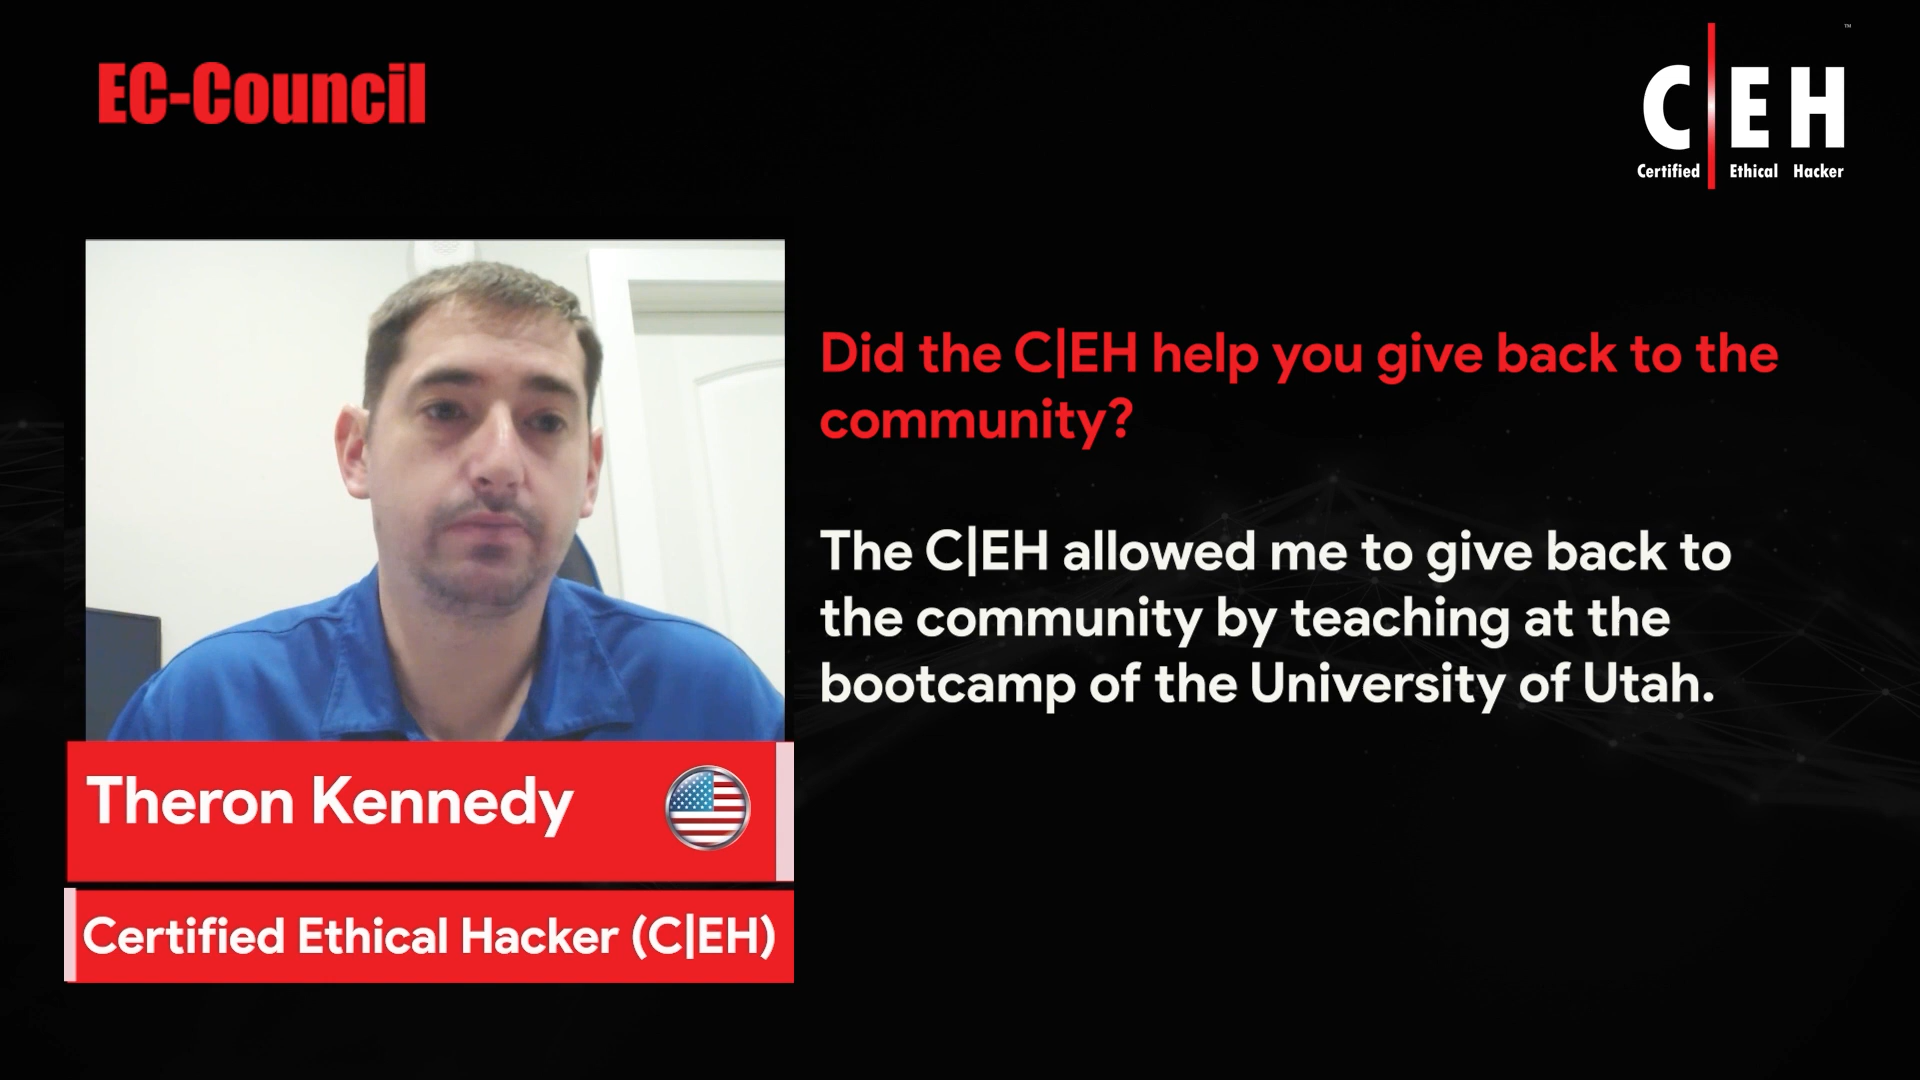 EC-Council
C|EH
™
Certified Ethical Hacker
Did the C|EH help you give back to the
community?
The C|EH allowed me to give back to
the community by teaching at the
bootcamp of the University of Utah.
Theron Kennedy
Certified Ethical Hacker (C|EH)